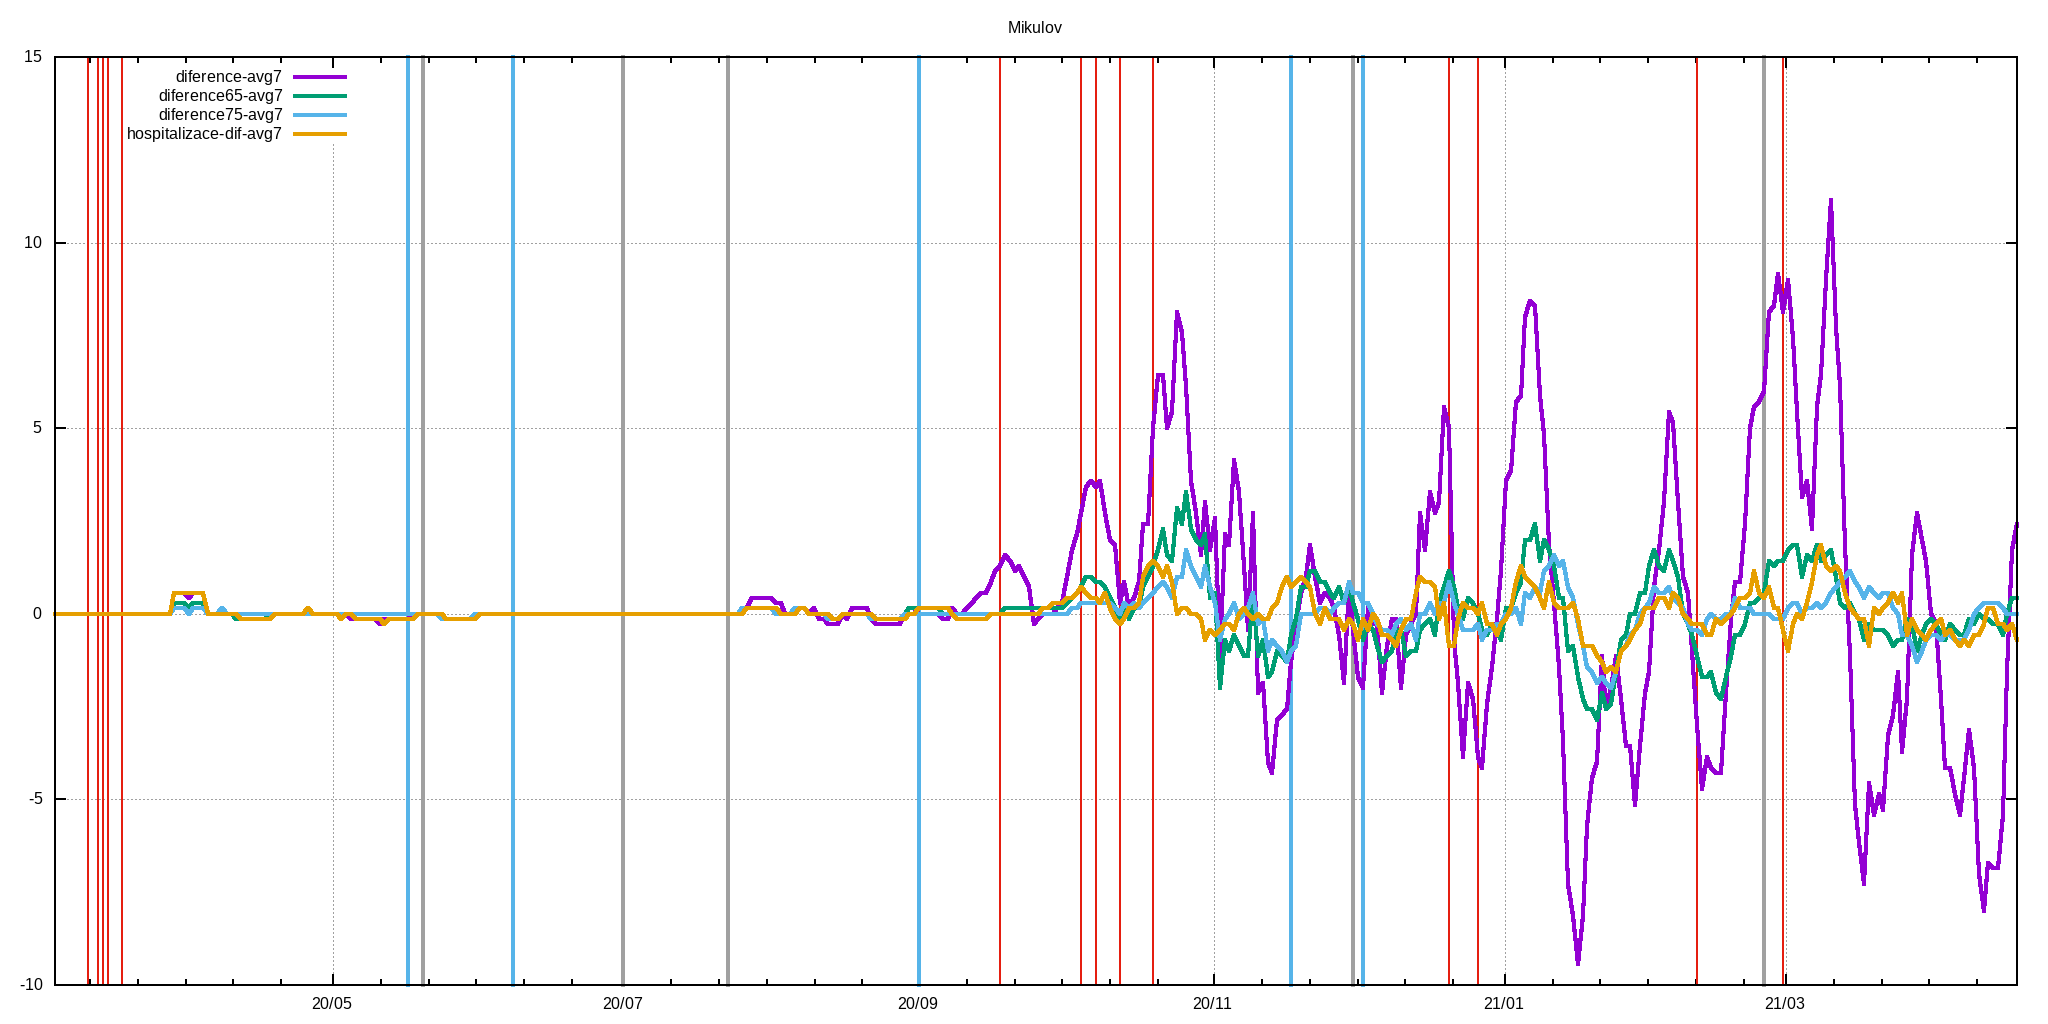 Mikulov
15
diference-avg7
diference65-avg7
diference75-avg7
hospitalizace-dif-avg7
10
5
0
-5
-10
20/05 20/07 20/09 20/11 21/01 21/03